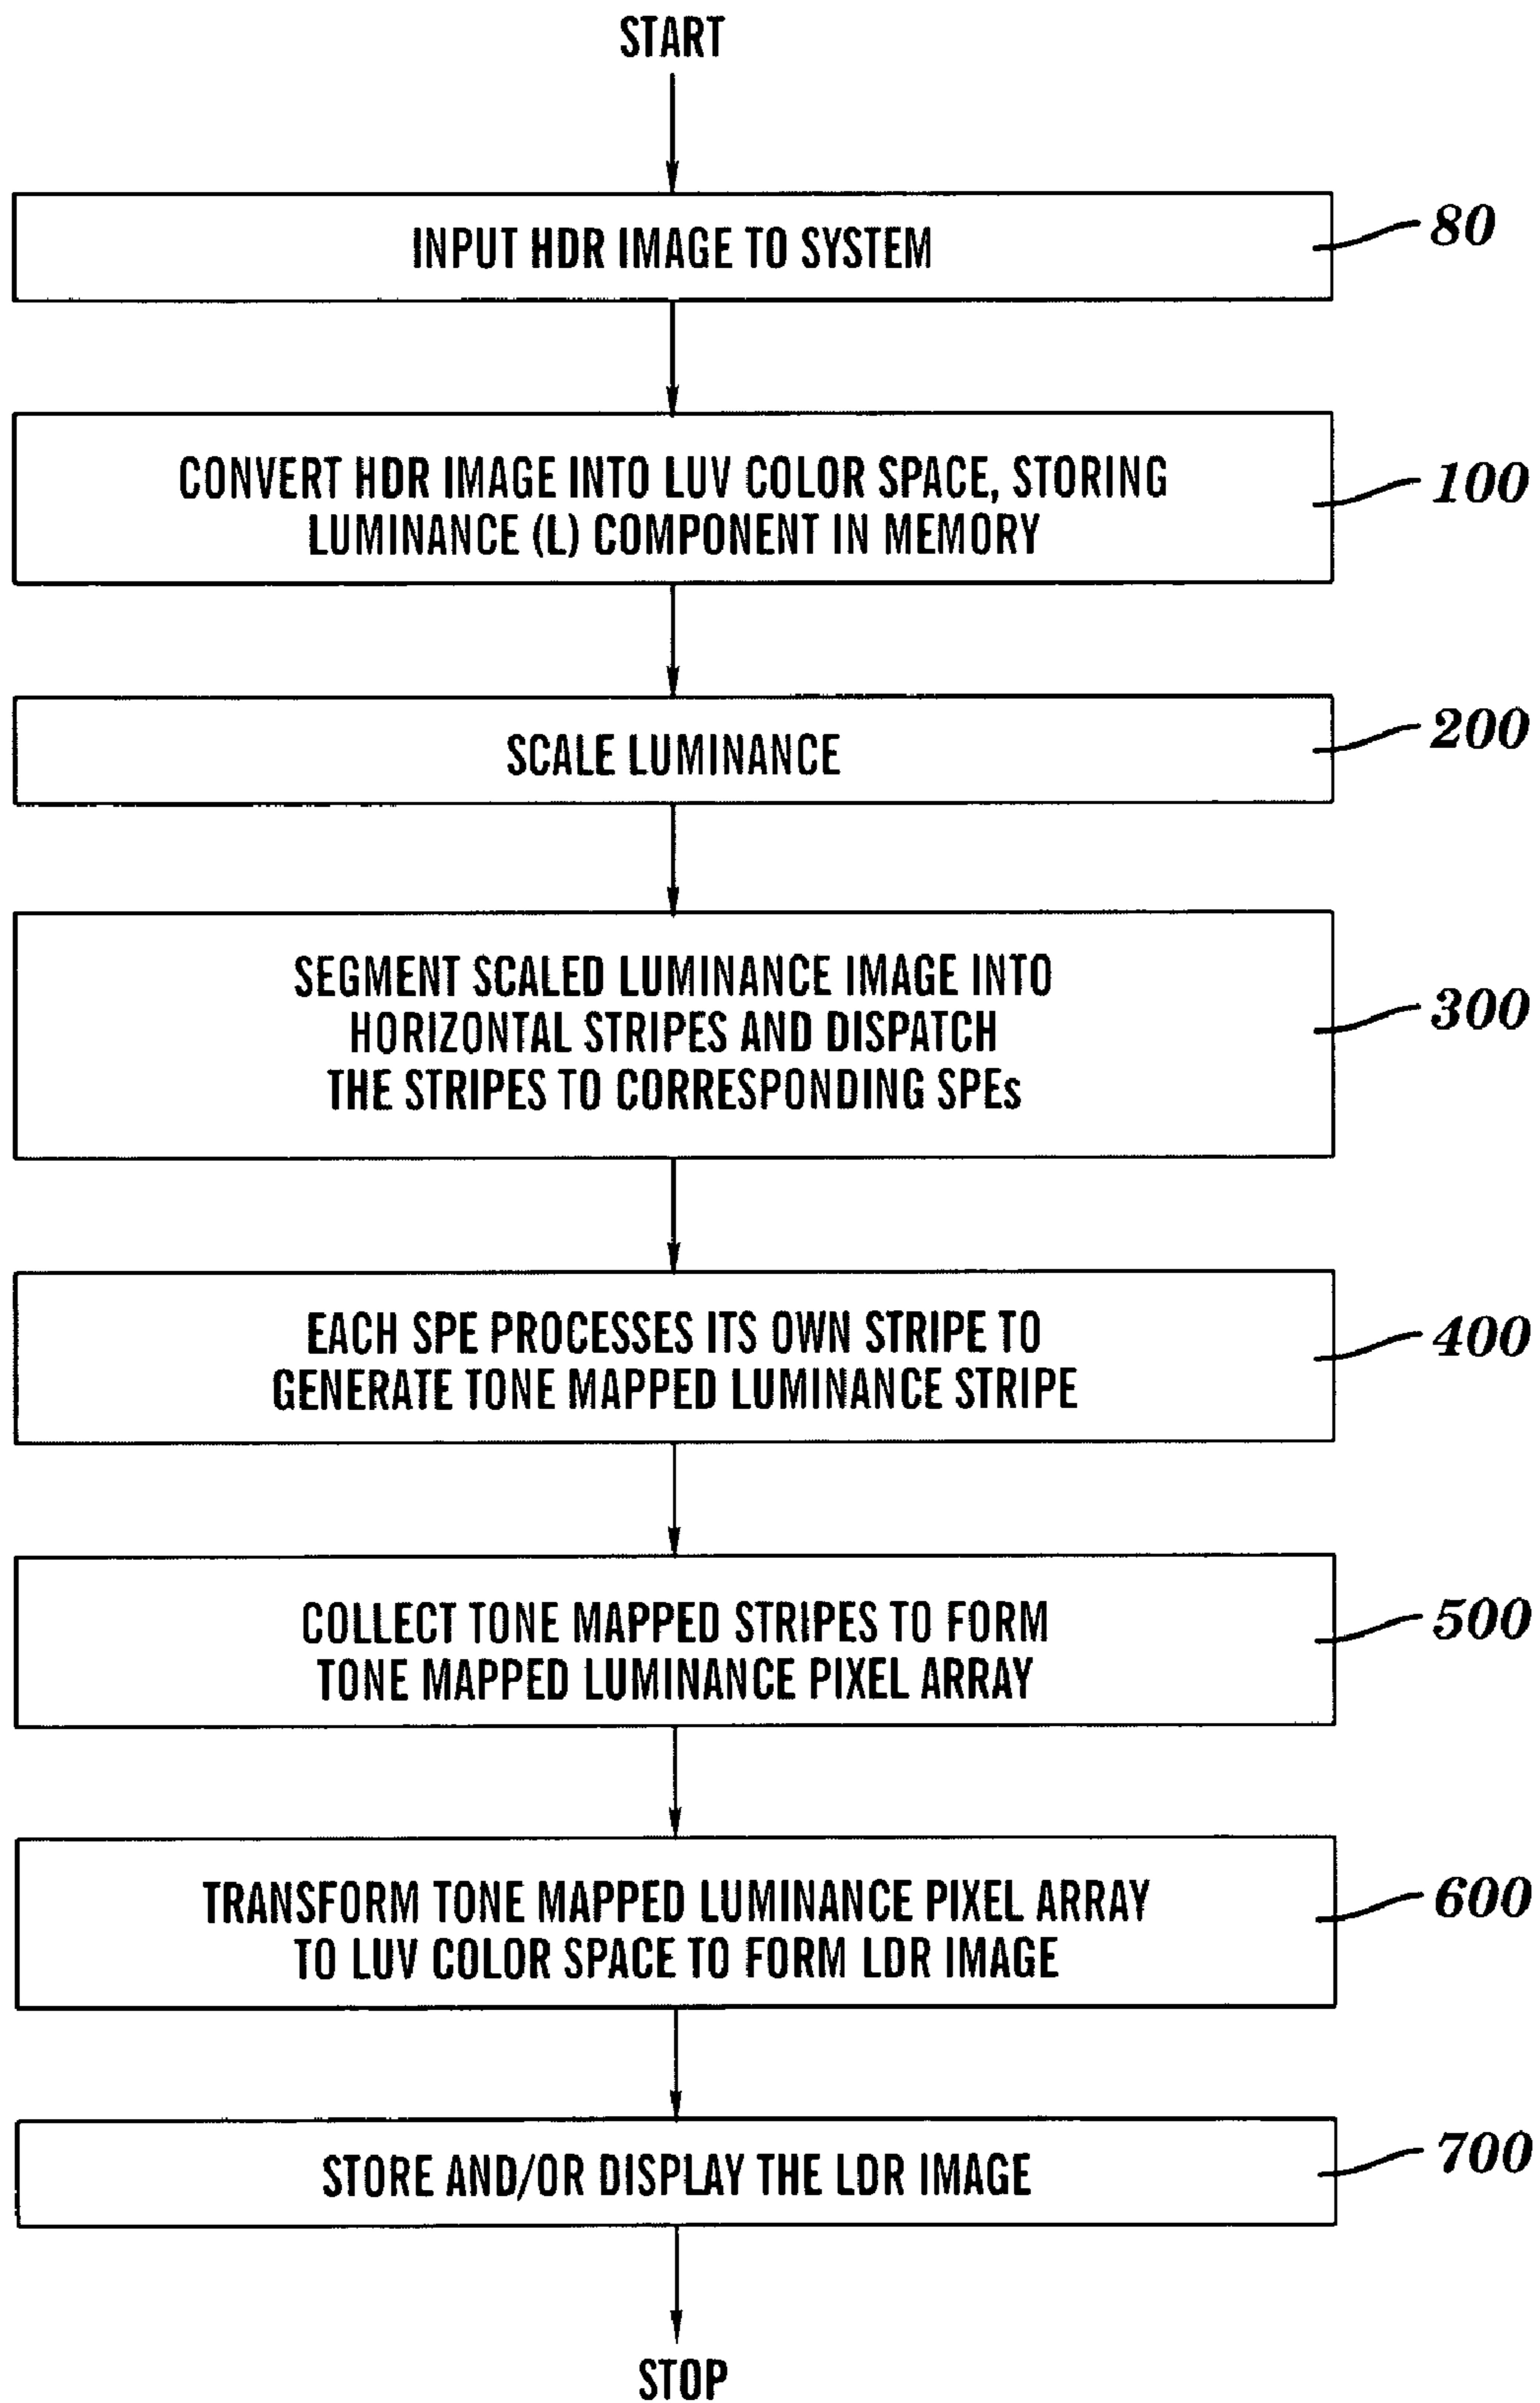 START
INPUT HDR IMAGE TO SYSTEM
80
CONVERT HDR IMAGE INTO LUV COLOR SPACE, STORING
LUMINANCE (L) COMPONENT IN MEMORY
100
SCALE LUMINANCE
200
SEGMENT SCALED LUMINANCE IMAGE INTO
HORIZONTAL STRIPES AND DISPATCH
THE STRIPES TO CORRESPONDING SPEs
300
EACH SPE PROCESSES ITS OWN STRIPE TO
GENERATE TONE MAPPED LUMINANCE STRIPE
400
COLLECT TONE MAPPED STRIPES TO FORM
TONE MAPPED LUMINANCE PIXEL ARRAY
500
TRANSFORM TONE MAPPED LUMINANCE PIXEL ARRAY
TO LUV COLOR SPACE TO FORM LDR IMAGE
600
STORE AND/OR DISPLAY THE LDR IMAGE
700
STOP